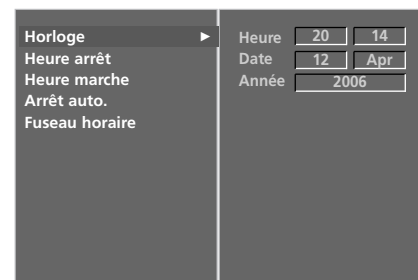 Horloge ►
Heure arrêt
Heure marche
Arrêt auto.
Fuseau horaire
Heure 20 14
Date 12 Apr
Année 2006